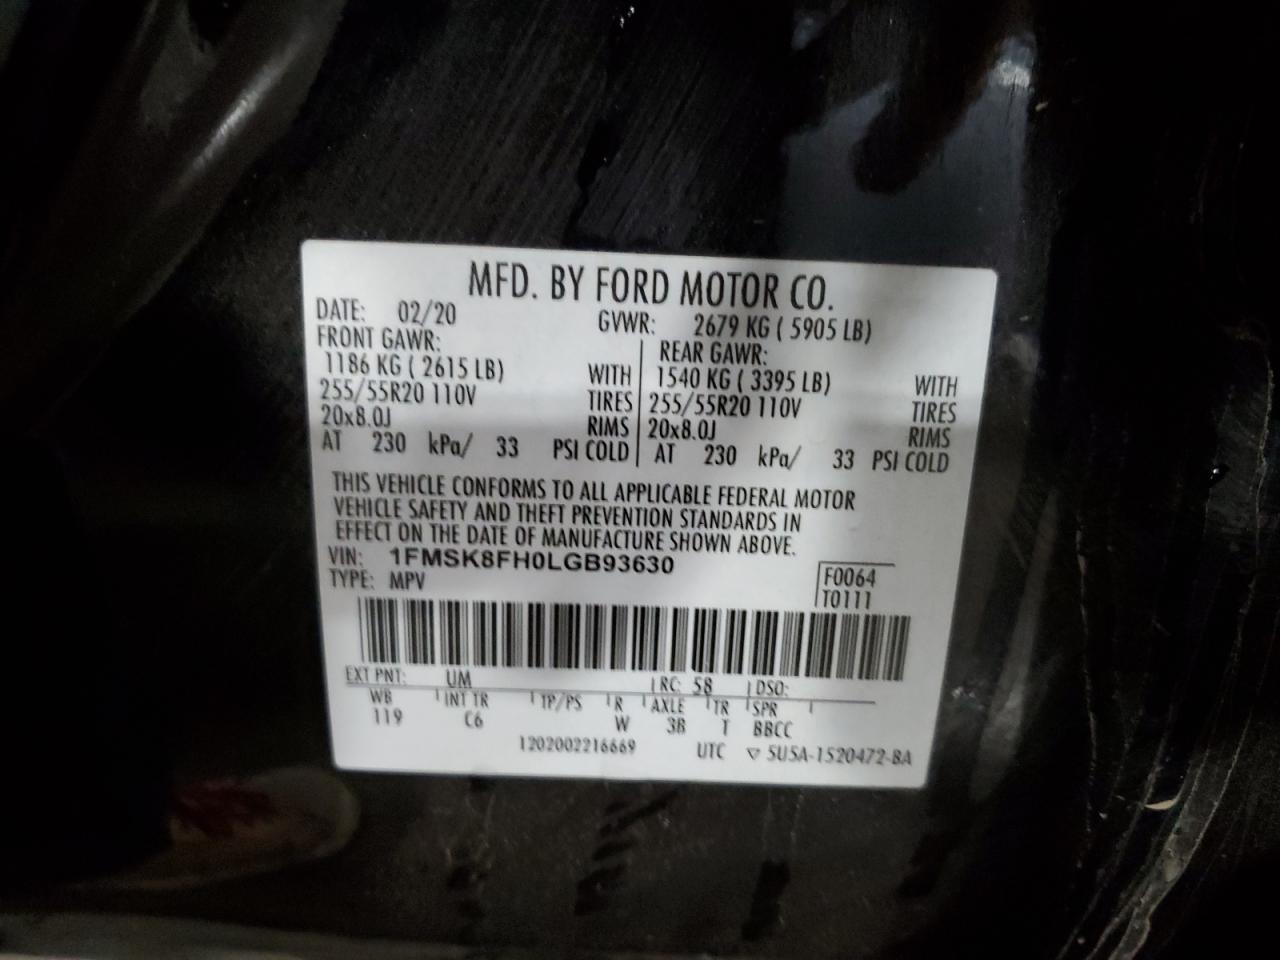 MFD. BY FORD MOTOR CO.
DATE: 02/20 GVWR: 2679 KG ( 5905 LB)
FRONT GAWR: REAR GAWR:
1186 KG ( 2615 LB) WITH 1540 KG ( 3395 LB) WITH
255/55R20 110V TIRES 255/55R20 110V TIRES
20x8.0J RIMS 20x8.0J RIMS
AT 230 kPa/ 33 PSI COLD AT 230 kPa/ 33 PSI COLD
THIS VEHICLE CONFORMS TO ALL APPLICABLE FEDERAL MOTOR
VEHICLE SAFETY AND THEFT PREVENTION STANDARDS IN
EFFECT ON THE DATE OF MANUFACTURE SHOWN ABOVE.
VIN: 1FMSK8FH0LGB93630
TYPE: MPV
F0064
T0111
EXT PNT: UM RC: 58 DSO:
WB INT TR TP/PS R AXLE TR SPR
119 C6 W 3B T BBCC
1202002216669 UTC ▽ 5U5A-1520472-BA